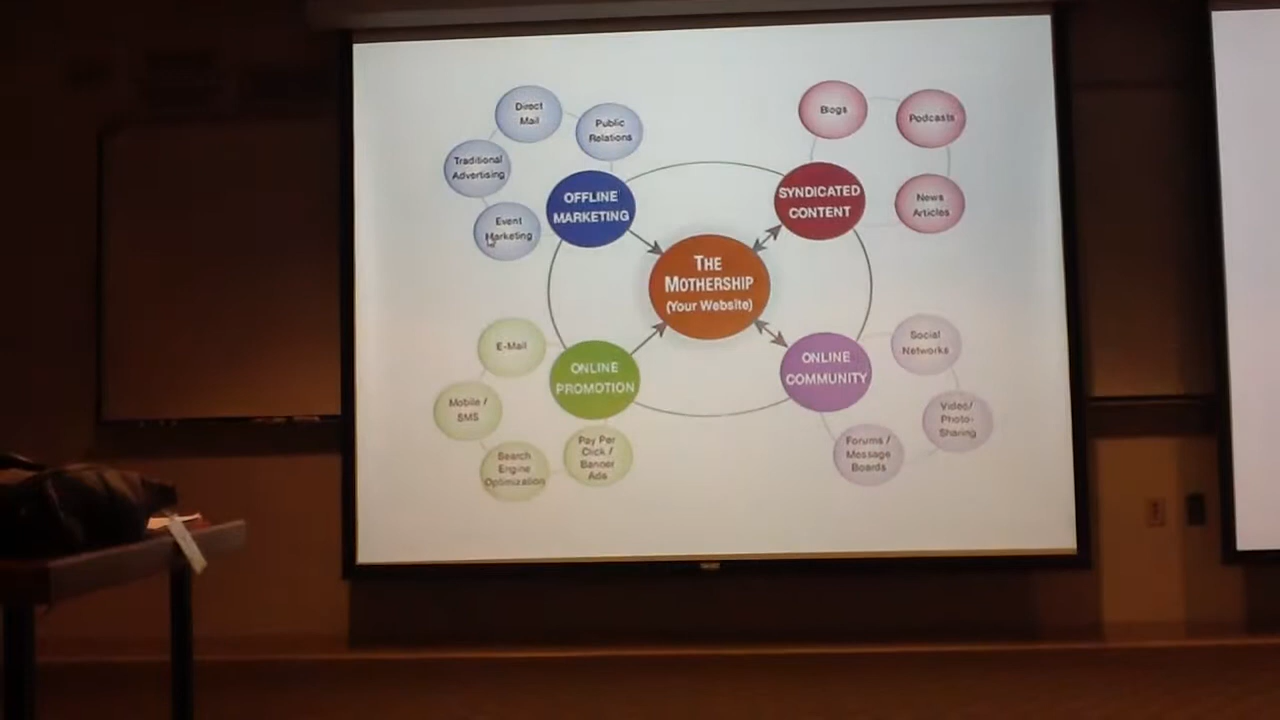 Direct
Mail
Public
Relations
Traditional
Advertising
Event
Marketing
OFFLINE
MARKETING
Blogs
Podcasts
News
Articles
SYNDICATED
CONTENT
THE
MOTHERSHIP
(Your Website)
E-Mail
Mobile /
SMS
Search
Engine
Optimization
Pay Per
Click /
Banner
Ads
ONLINE
PROMOTION
ONLINE
COMMUNITY
Social
Networks
Video/
Photo-
Sharing
Forums /
Message
Boards